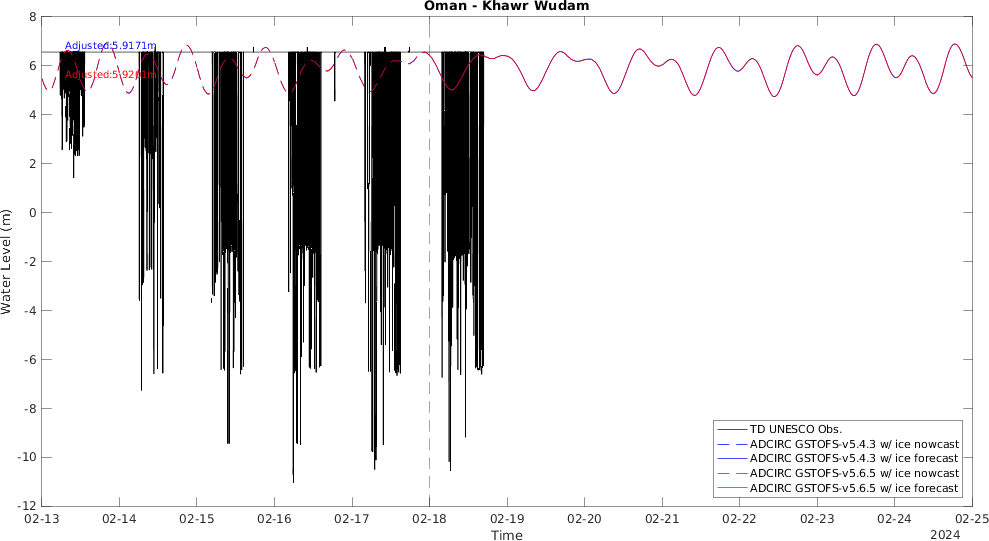 Oman - Khawr Wudam
Water Level (m)
8
6
4
2
0
-2
-4
-6
-8
-10
-12
Adjusted:5.9171m
02-13
02-14
02-15
02-16
02-17
02-18
02-19
02-20
02-21
02-22
02-23
02-24
02-25
Time
2024
TD UNESCO Obs.
ADCIRC GSTOFS-v5.4.3 w/ ice nowcast
ADCIRC GSTOFS-v5.4.3 w/ ice forecast
ADCIRC GSTOFS-v5.6.5 w/ ice nowcast
ADCIRC GSTOFS-v5.6.5 w/ ice forecast